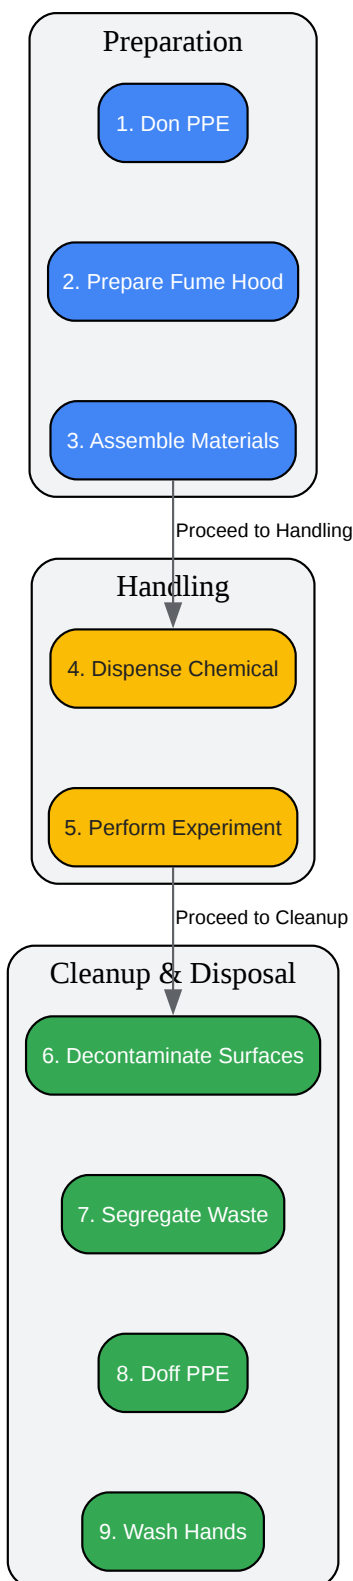 Preparation
1. Don PPE
2. Prepare Fume Hood
3. Assemble Materials
Proceed to Handling
Handling
4. Dispense Chemical
5. Perform Experiment
Proceed to Cleanup
Cleanup & Disposal
6. Decontaminate Surfaces
7. Segregate Waste
8. Doff PPE
9. Wash Hands